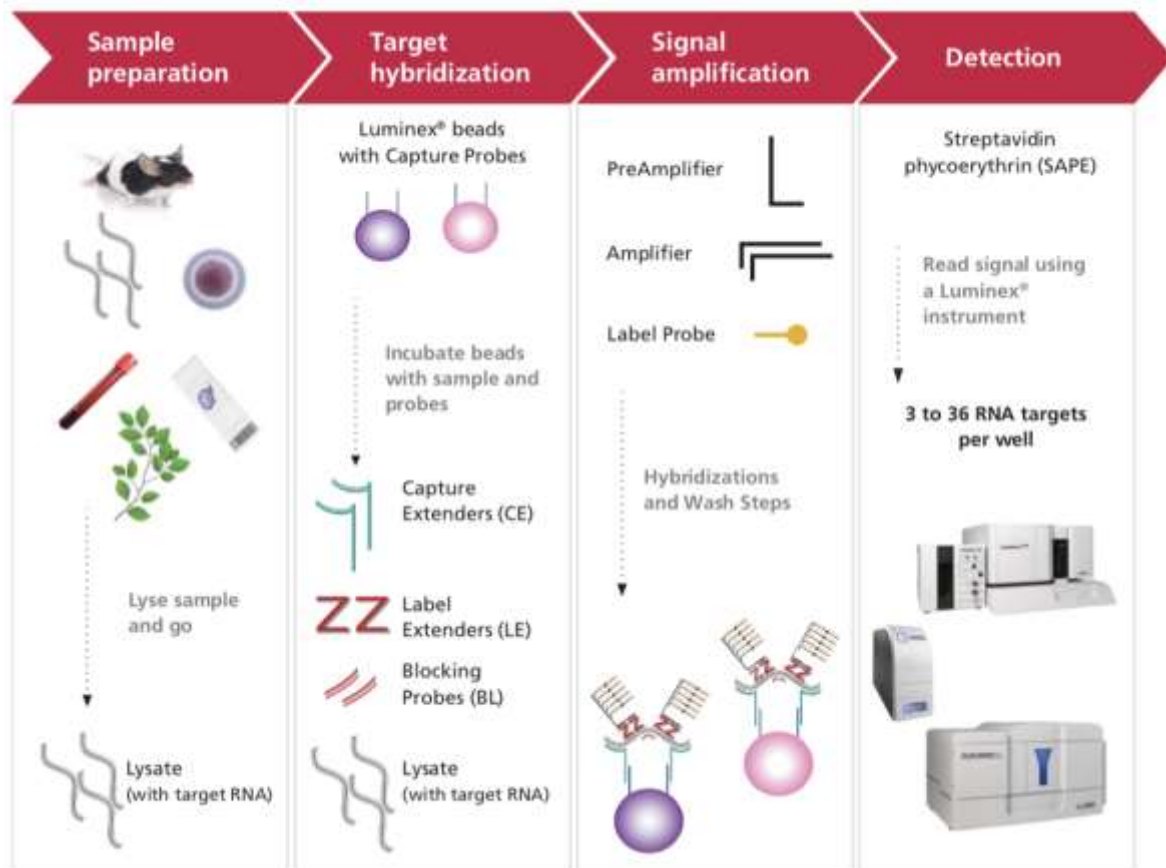 Sample
preparation
Target
hybridization
Signal
amplification
Detection
Lyse sample
and go
Lysate
(with target RNA)
Luminex® beads
with Capture Probes
Incubate beads
with sample and
probes
Capture
Extenders (CE)
ZZ
Label
Extenders (LE)
Blocking
Probes (BL)
Lysate
(with target RNA)
PreAmplifier
Amplifier
Label Probe
Hybridizations
and Wash Steps
Streptavidin
phycoerythrin (SAPE)
Read signal using
a Luminex®
instrument
3 to 36 RNA targets
per well